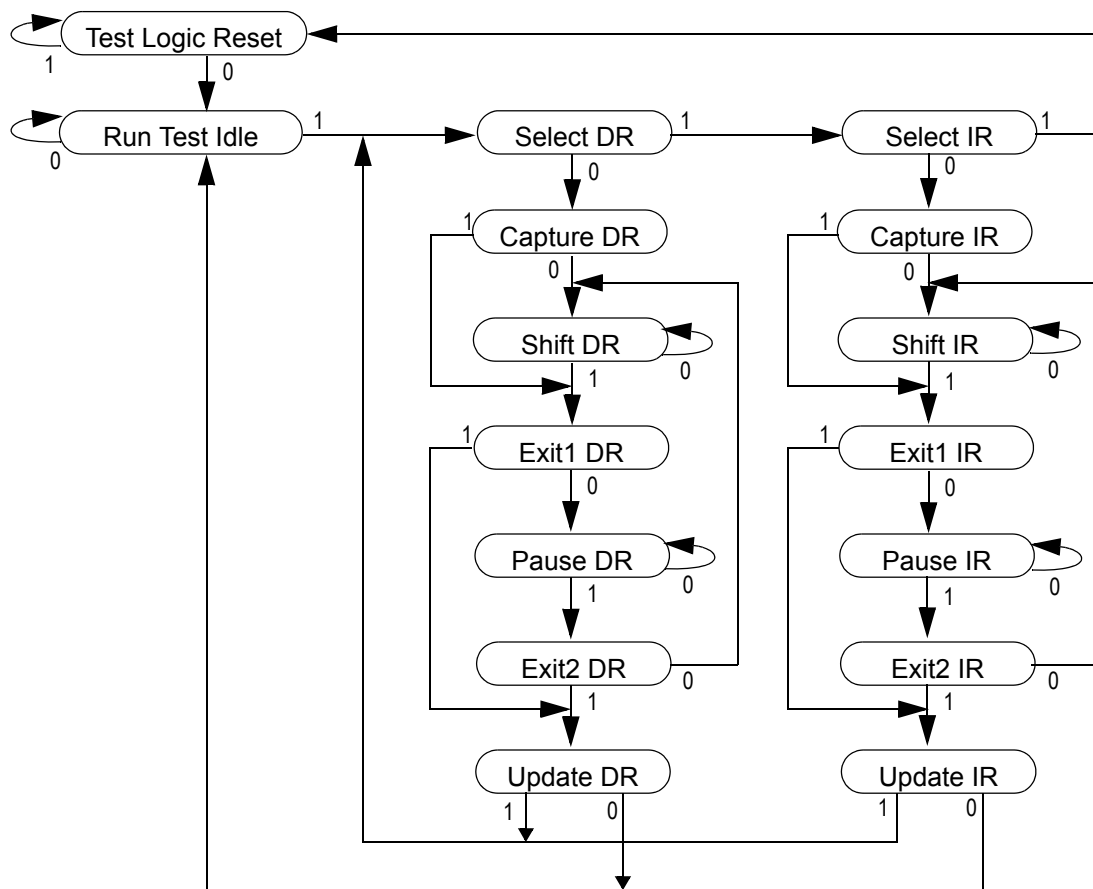 Test Logic Reset
1
0
Run Test Idle
1
Select DR
1
Select IR
1
0
0
0
1
Capture DR
1
Capture IR
0
0
Shift DR
Shift IR
0
0
1
1
1
Exit1 DR
1
Exit1 IR
0
0
Pause DR
Pause IR
0
0
1
1
Exit2 DR
Exit2 IR
0
0
1
1
Update DR
Update IR
1
0
1
0